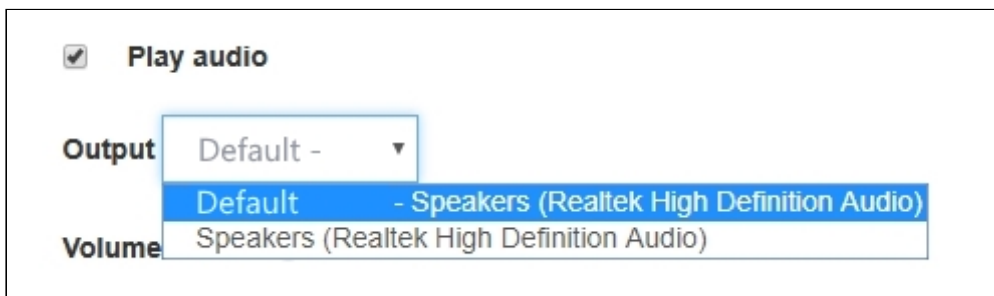 Play audio
Output Default -
Default - Speakers (Realtek High Definition Audio)
Speakers (Realtek High Definition Audio)
Volume